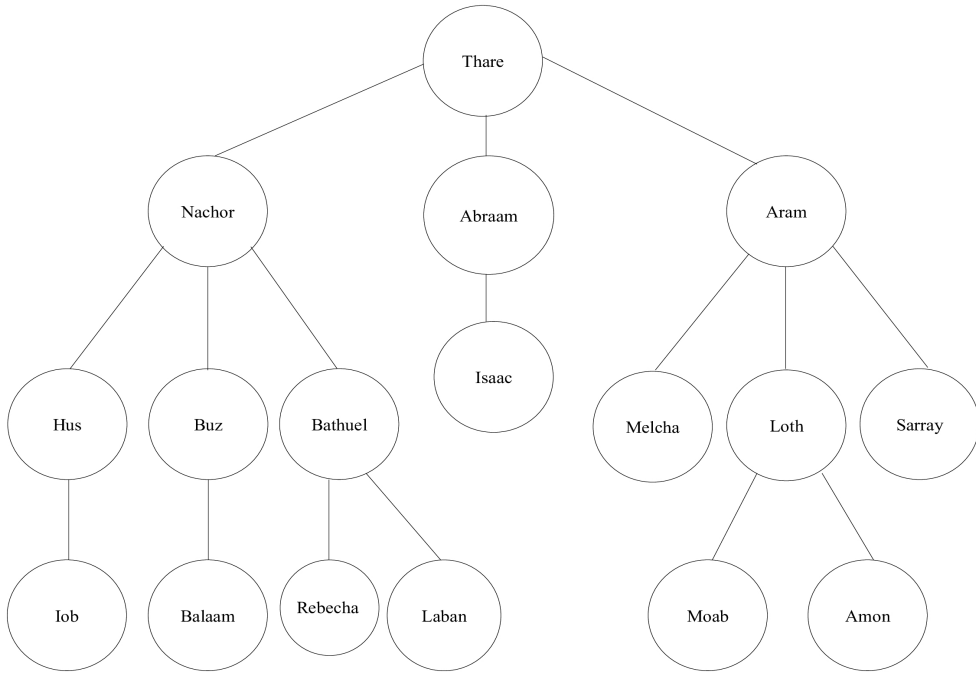 Thare
Nachor
Abraam
Aram
Isaac
Hus
Buz
Bathuel
Melcha
Loth
Sarray
Iob
Balaam
Rebecha
Laban
Moab
Amon